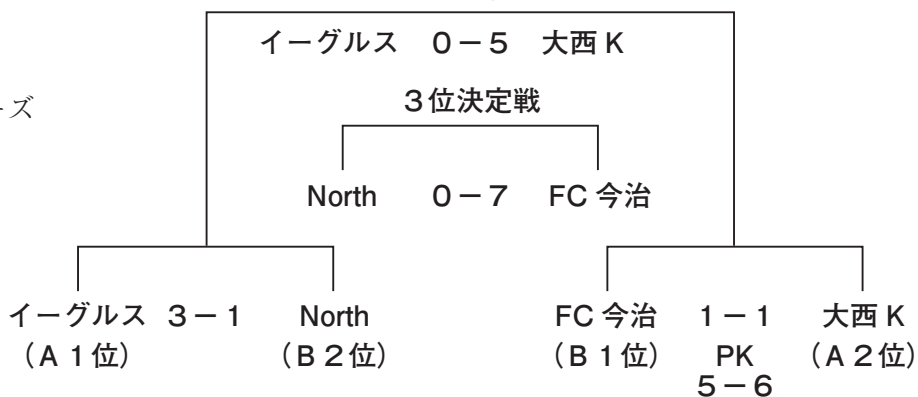 イーグルス 0－5 大西K
ーズ
3位決定戦
North 0－7 FC今治
イーグルス 3－1 North
(A1位) (B2位)
FC今治 1－1 大西K
(B1位) PK (A2位)
5－6